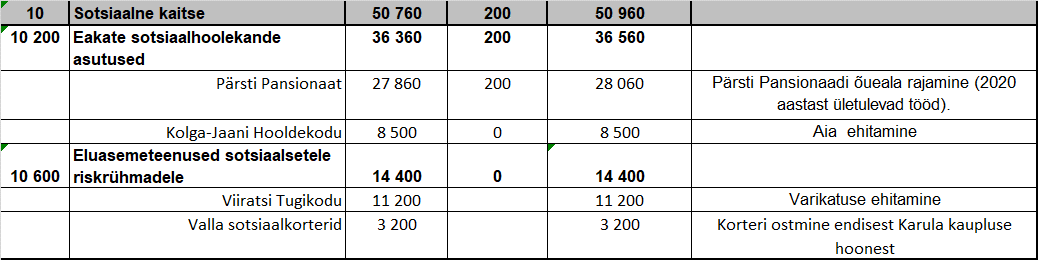 10 Sotsiaalne kaitse 50 760 200 50 960
10 200 Eakate sotsiaalhoolekande asutused 36 360 200 36 560
Pärsti Pansionaat 27 860 200 28 060 Pärsti Pansionaadi õueala rajamine (2020
aastast ületulevad tööd).
Kolga-Jaani Hooldekodu 8 500 0 8 500 Aia ehitamine
10 600 Eluasemeteenused sotsiaalsetele riskrühmadele 14 400 0 14 400
Viiratsi Tugikodu 11 200 11 200 Varikatuse ehitamine
Valla sotsiaalkorterid 3 200 3 200 Korteri ostmine endisest Karula kaupluse
hoonest